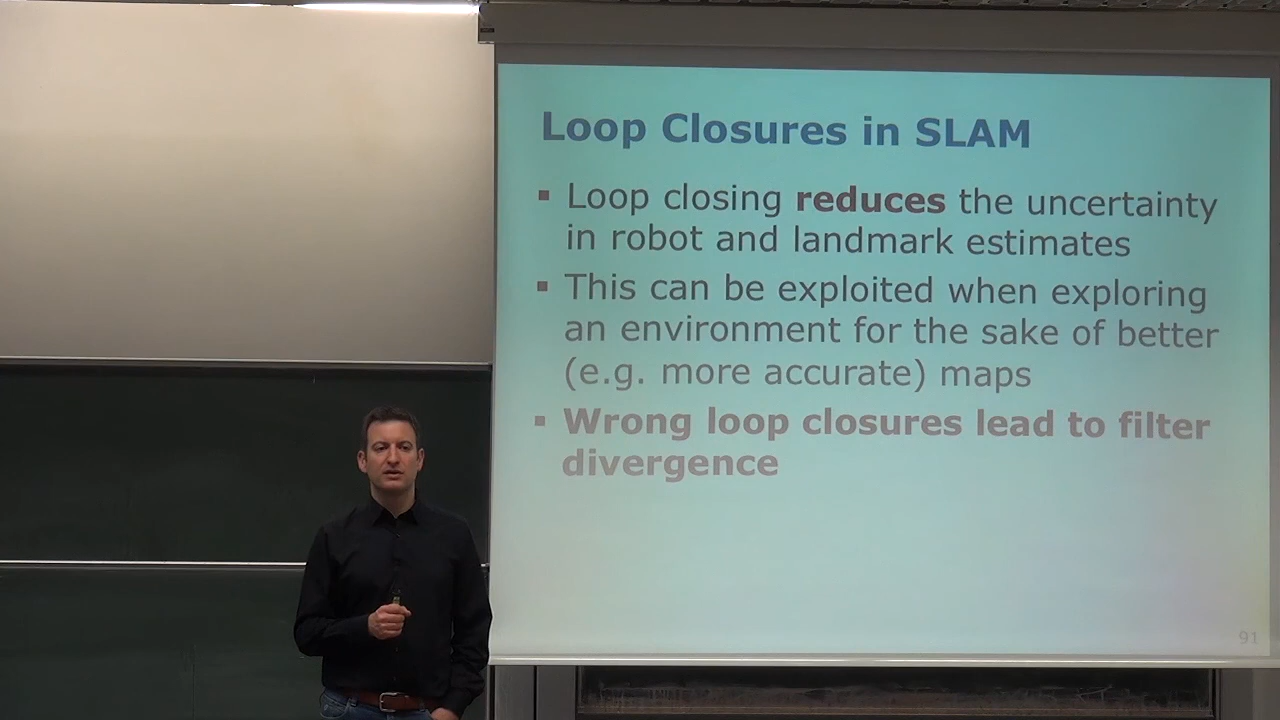 Loop Closures in SLAM
▪ Loop closing reduces the uncertainty
in robot and landmark estimates
▪ This can be exploited when exploring
an environment for the sake of better
(e.g. more accurate) maps
▪ Wrong loop closures lead to filter
divergence
91